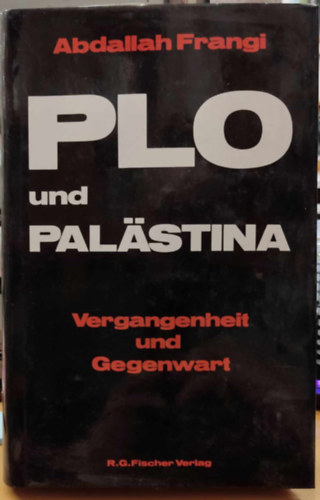 Abdallah Frangi
PLO
und
PALÄSTINA
Vergangenheit
und
Gegenwart
R.G.Fischer Verlag